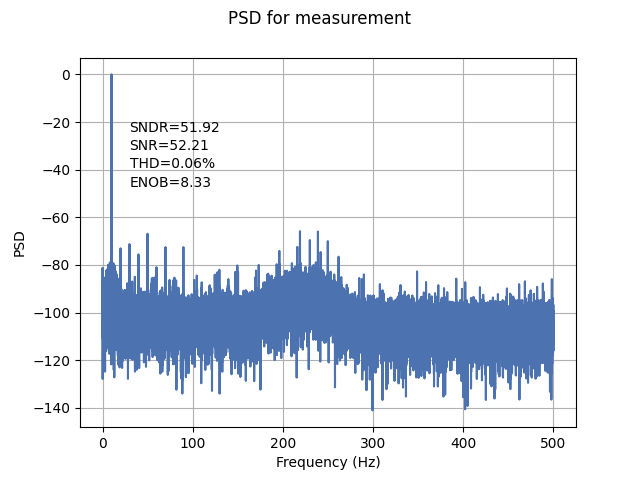 PSD for measurement
0
−20
−40
−60
−80
−100
−120
−140
PSD
SNDR=51.92
SNR=52.21
THD=0.06%
ENOB=8.33
0 100 200 300 400 500
Frequency (Hz)